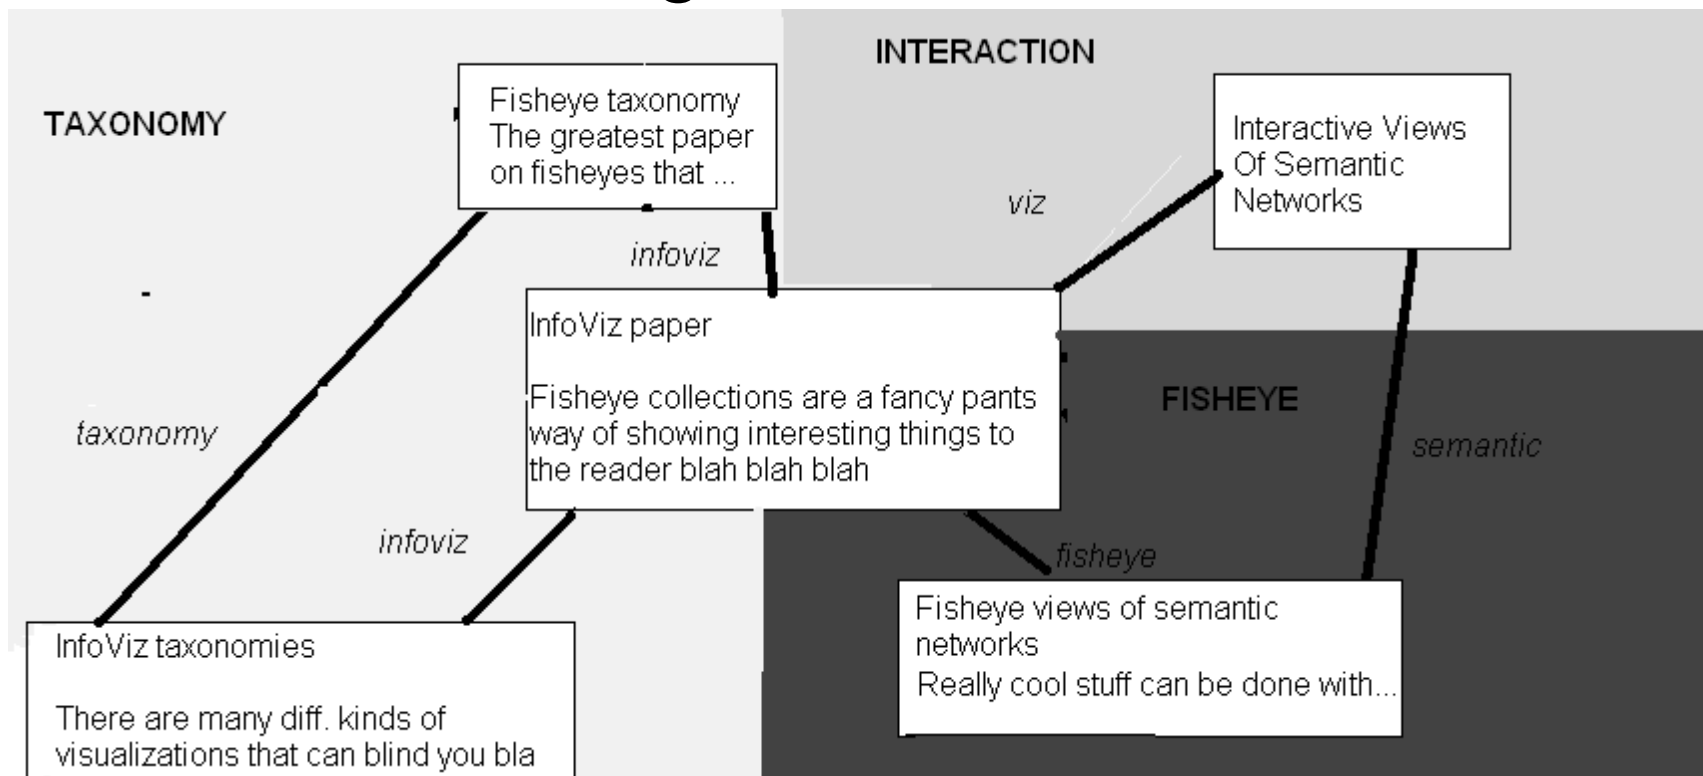 INTERACTION
TAXONOMY
Fisheye taxonomy
The greatest paper
on fisheyes that ...
Interactive Views
Of Semantic
Networks
viz
infoviz
InfoViz paper
Fisheye collections are a fancy pants
way of showing interesting things to
the reader blah blah blah
FISHEYE
taxonomy
semantic
infoviz
fisheye
Fisheye views of semantic
networks
Really cool stuff can be done with...
InfoViz taxonomies
There are many diff. kinds of
visualizations that can blind you bla